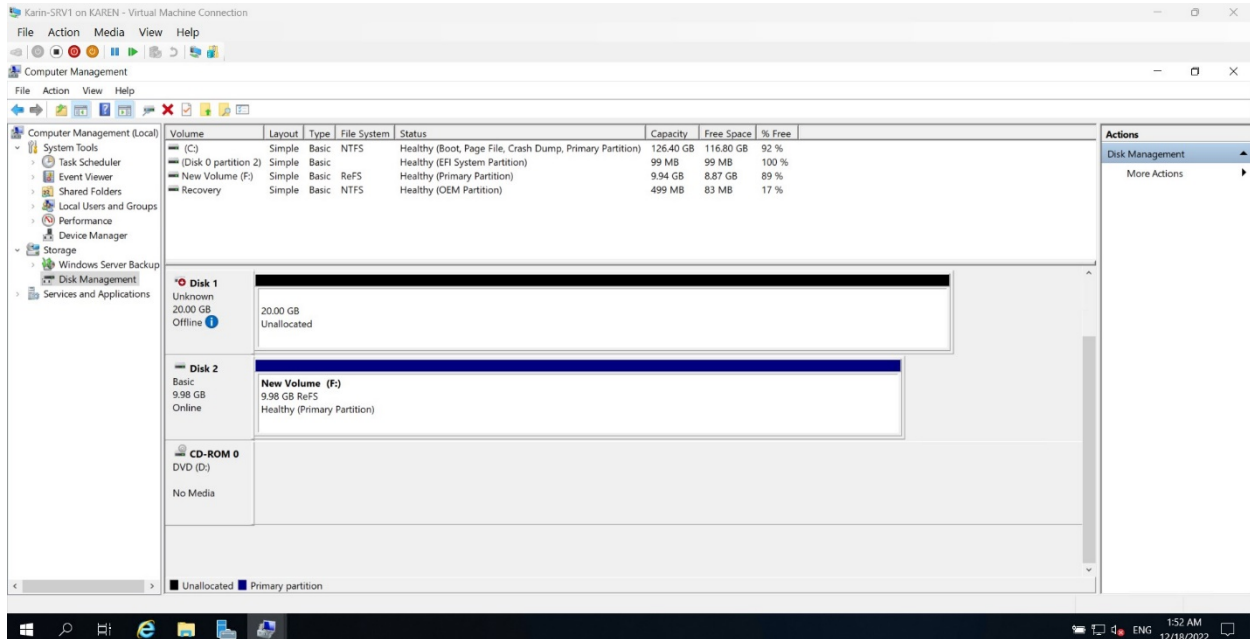 Karin-SRV1 on KAREN - Virtual Machine Connection
File Action Media View Help
Computer Management
File Action View Help
Computer Management (Local)
System Tools
Task Scheduler
Event Viewer
Shared Folders
Local Users and Groups
Performance
Device Manager
Storage
Windows Server Backup
Disk Management
Services and Applications
Volume Layout Type File System Status Capacity Free Space % Free
(C:) Simple Basic NTFS Healthy (Boot, Page File, Crash Dump, Primary Partition) 126.40 GB 116.80 GB 92 %
(Disk 0 partition 2) Simple Basic Healthy (EFI System Partition) 99 MB 99 MB 100 %
New Volume (F:) Simple Basic ReFS Healthy (Primary Partition) 9.94 GB 8.87 GB 89 %
Recovery Simple Basic NTFS Healthy (OEM Partition) 499 MB 83 MB 17 %
Disk 1
Unknown
20.00 GB
Offline
20.00 GB
Unallocated
Disk 2
Basic
9.98 GB
Online
New Volume (F:)
9.98 GB ReFS
Healthy (Primary Partition)
CD-ROM 0
DVD (D:)
No Media
Unallocated Primary partition
Actions
Disk Management
More Actions
ENG
1:52 AM
12/18/2022